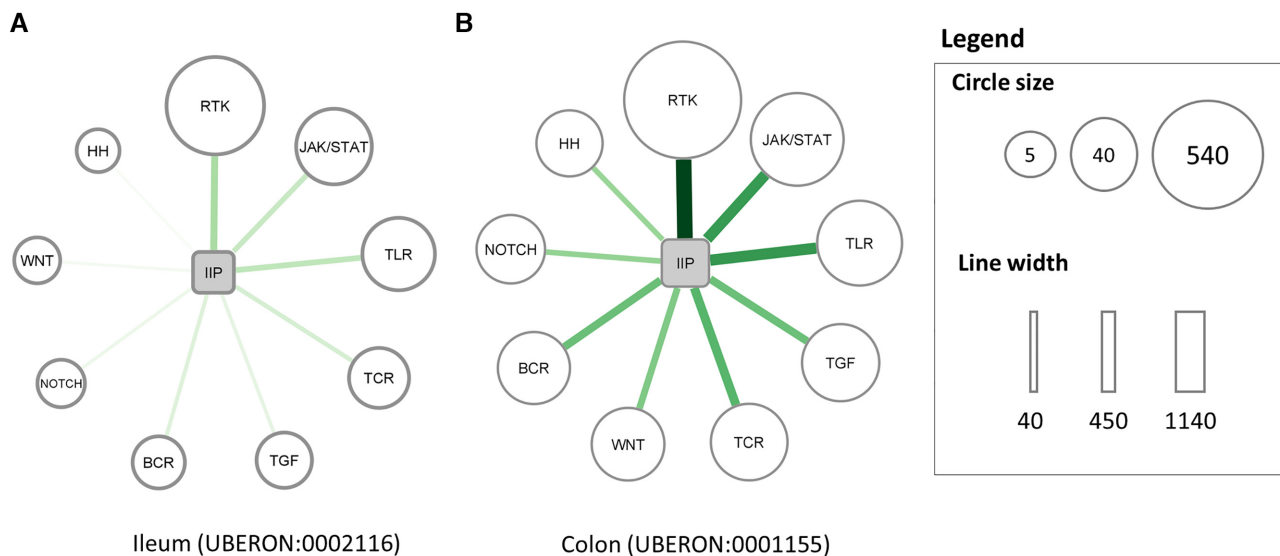 A
RTK
HH
JAK/STAT
WNT
IIP
TLR
NOTCH
TCR
BCR
TGF
Ileum (UBERON:0002116)
B
RTK
HH
JAK/STAT
NOTCH
IIP
TLR
BCR
TGF
WNT
TCR
Colon (UBERON:0001155)
Legend
Circle size
5 40 540
Line width
40 450 1140